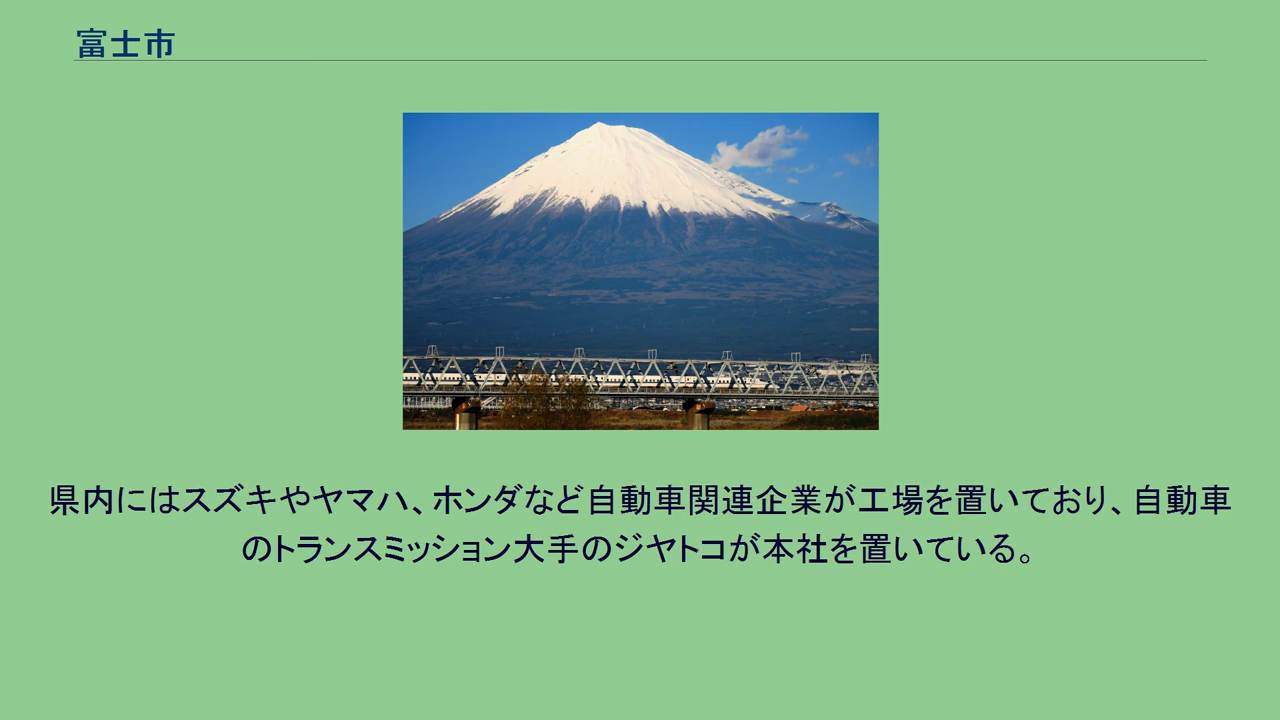 富士市
県内にはスズキやヤマハ、ホンダなど自動車関連企業が工場を置いており、自動車
のトランスミッション大手のジヤトコが本社を置いている。